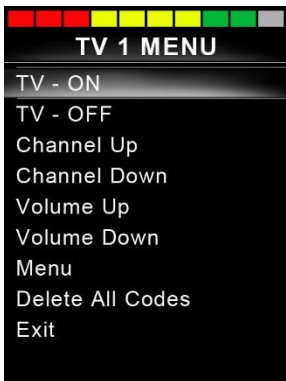 TV 1 MENU
TV - ON
TV - OFF
Channel Up
Channel Down
Volume Up
Volume Down
Menu
Delete All Codes
Exit